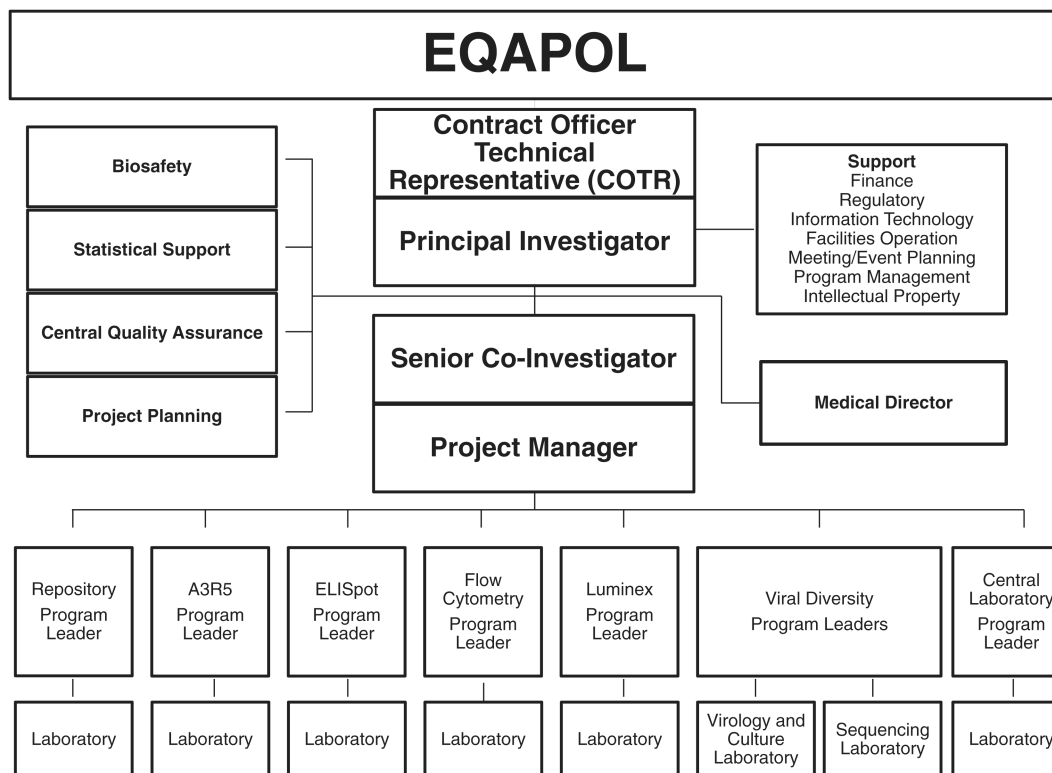 EQAPOL
Contract Officer
Technical
Representative (COTR)
Principal Investigator
Biosafety
Statistical Support
Central Quality Assurance
Project Planning
Support
Finance
Regulatory
Information Technology
Facilities Operation
Meeting/Event Planning
Program Management
Intellectual Property
Senior Co-Investigator
Project Manager
Medical Director
Repository
Program
Leader
A3R5
Program
Leader
ELISpot
Program
Leader
Flow
Cytometry
Program
Leader
Luminex
Program
Leader
Viral Diversity
Program Leaders
Central
Laboratory
Program
Leader
Laboratory
Laboratory
Laboratory
Laboratory
Laboratory
Virology and
Culture
Laboratory
Sequencing
Laboratory
Laboratory